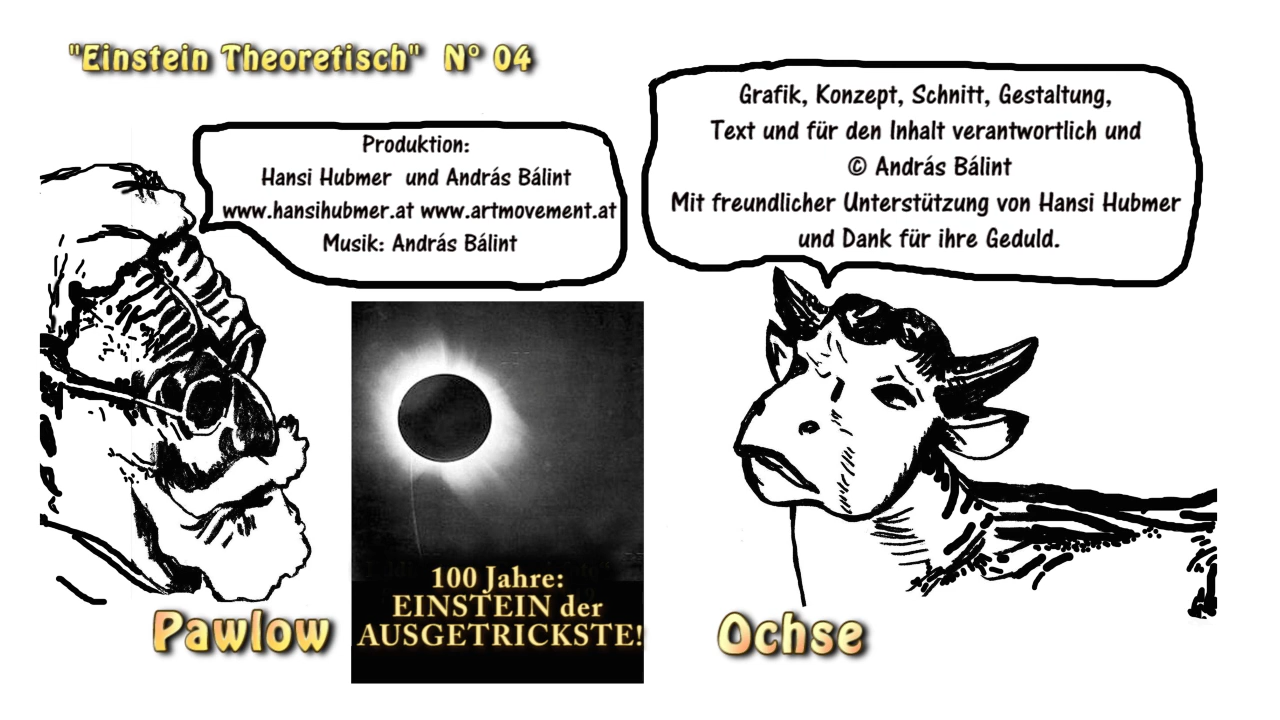 "Einstein Theoretisch" N° 04
Produktion:
Hansi Hubmer und András Bálint
www.hansihubmer.at www.artmovement.at
Musik: András Bálint
Grafik, Konzept, Schnitt, Gestaltung,
Text und für den Inhalt verantwortlich und
© András Bálint
Mit freundlicher Unterstützung von Hansi Hubmer
und Dank für ihre Geduld.
100 Jahre:
EINSTEIN der
AUSGETRICKSTE!
Pawlow
Ochse